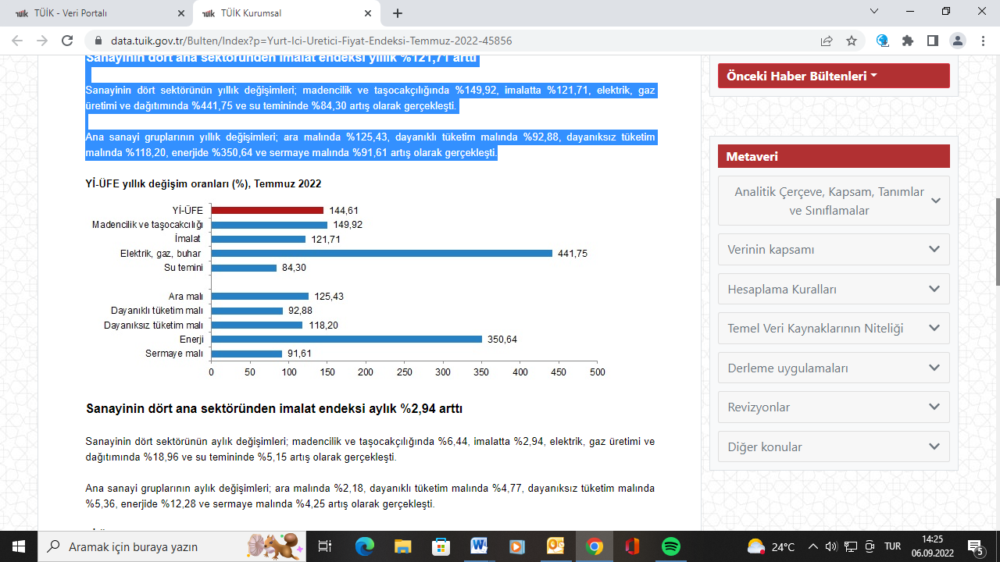 TÜİK - Veri Portalı
TÜİK Kurumsal
data.tuik.gov.tr/Bulten/Index?p=Yurt-Ici-Uretici-Fiyat-Endeksi-Temmuz-2022-45856
Sanayinin dört ana sektöründen imalat endeksi yıllık %121,71 arttı
Sanayinin dört sektörünün yıllık değişimleri; madencilik ve taşocakçılığında %149,92, imalatta %121,71, elektrik, gaz
üretimi ve dağıtımında %441,75 ve su temininde %84,30 artış olarak gerçekleşti.
Ana sanayi gruplarının yıllık değişimleri; ara malında %125,43, dayanıklı tüketim malında %92,88, dayanıksız tüketim
malında %118,20, enerjide %350,64 ve sermaye malında %91,61 artış olarak gerçekleşti.
Yİ-ÜFE yıllık değişim oranları (%), Temmuz 2022
Yİ-ÜFE 144,61
Madencilik ve taşocakcılığı 149,92
İmalat 121,71
Elektrik, gaz, buhar 441,75
Su temini 84,30
Ara malı 125,43
Dayanıklı tüketim malı 92,88
Dayanıksız tüketim malı 118,20
Enerji 350,64
Sermaye malı 91,61
0 50 100 150 200 250 300 350 400 450 500
Sanayinin dört ana sektöründen imalat endeksi aylık %2,94 arttı
Sanayinin dört sektörünün aylık değişimleri; madencilik ve taşocakçılığında %6,44, imalatta %2,94, elektrik, gaz üretimi ve
dağıtımında %18,96 ve su temininde %5,15 artış olarak gerçekleşti.
Ana sanayi gruplarının aylık değişimleri; ara malında %2,18, dayanıklı tüketim malında %4,77, dayanıksız tüketim malında
%5,36, enerjide %12,28 ve sermaye malında %4,25 artış olarak gerçekleşti.
Önceki Haber Bültenleri
Metaveri
Analitik Çerçeve, Kapsam, Tanımlar
ve Sınıflamalar
Verinin kapsamı
Hesaplama Kuralları
Temel Veri Kaynaklarının Niteliği
Derleme uygulamaları
Revizyonlar
Diğer konular
Aramak için buraya yazın
24°C
TUR
14:25
06.09.2022
5